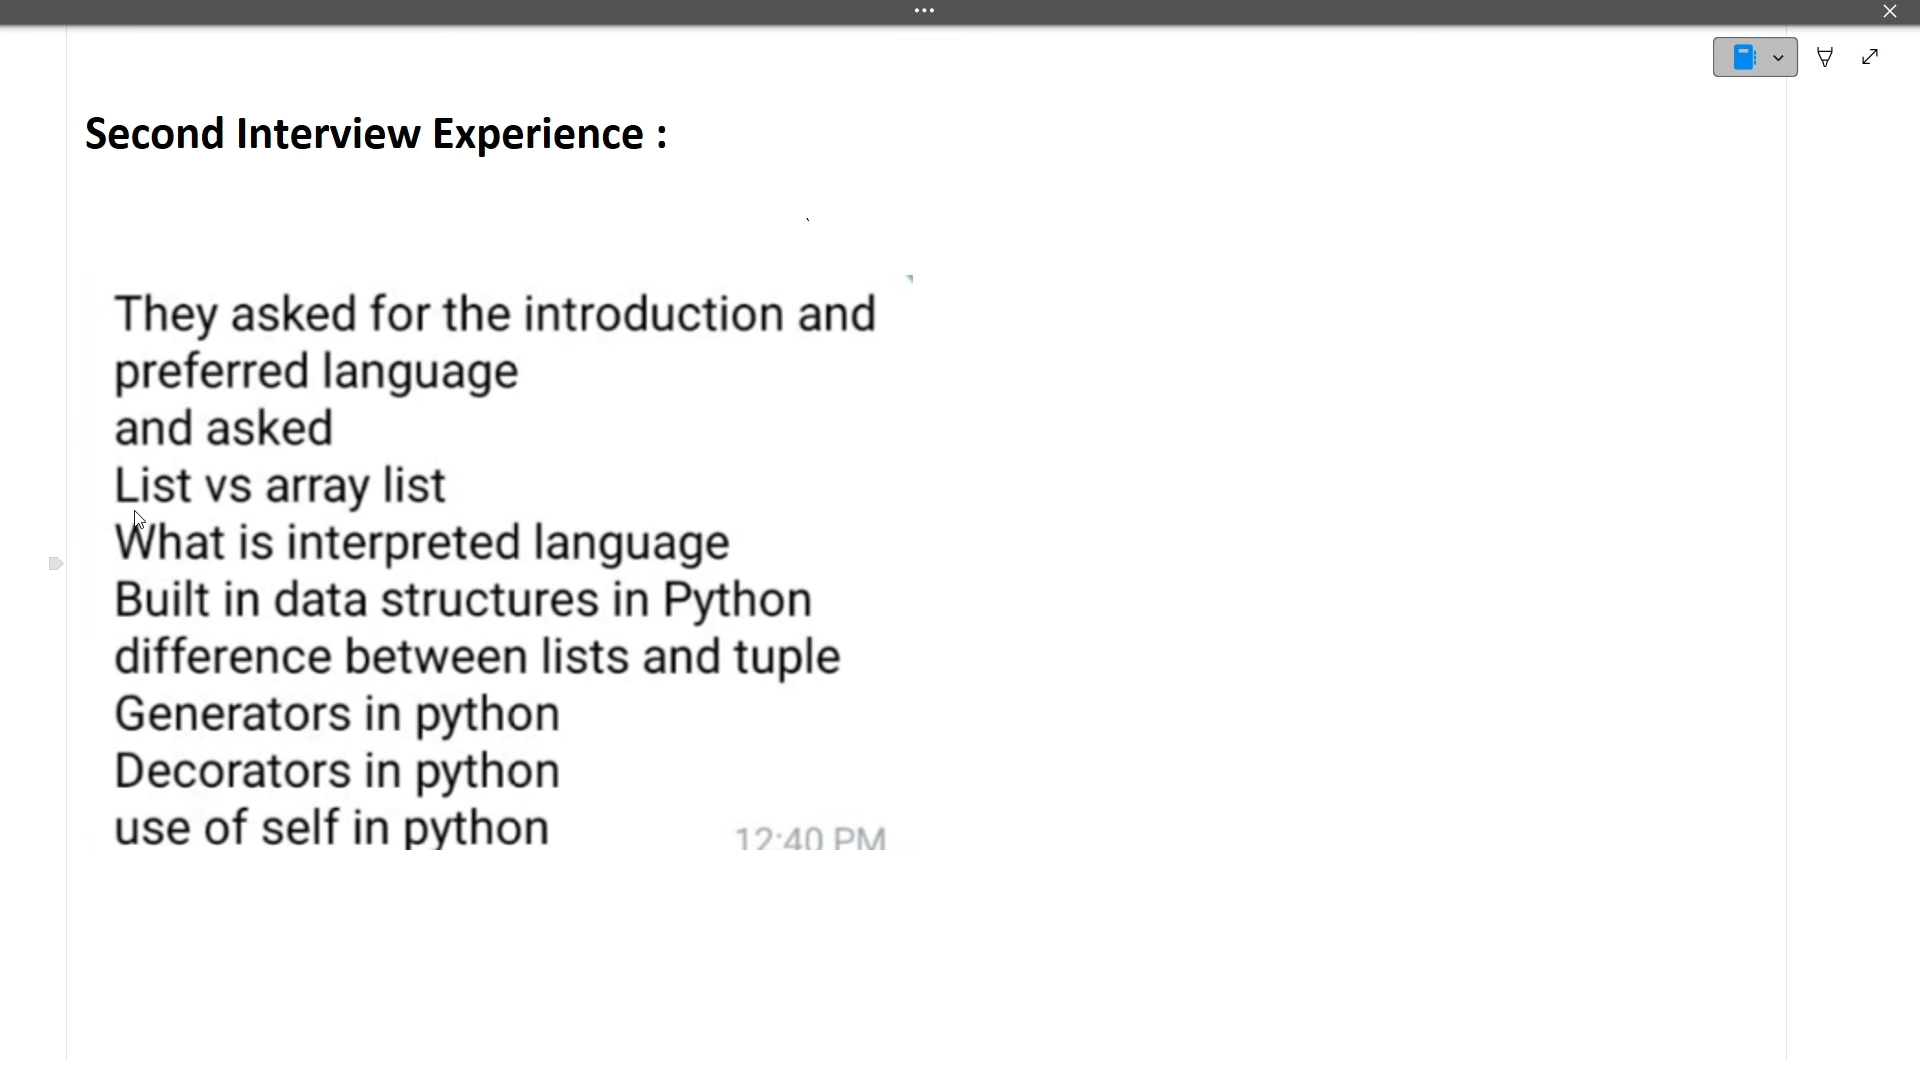 Second Interview Experience :
They asked for the introduction and
preferred language
and asked
List vs array list
What is interpreted language
Built in data structures in Python
difference between lists and tuple
Generators in python
Decorators in python
use of self in python
12:40 PM